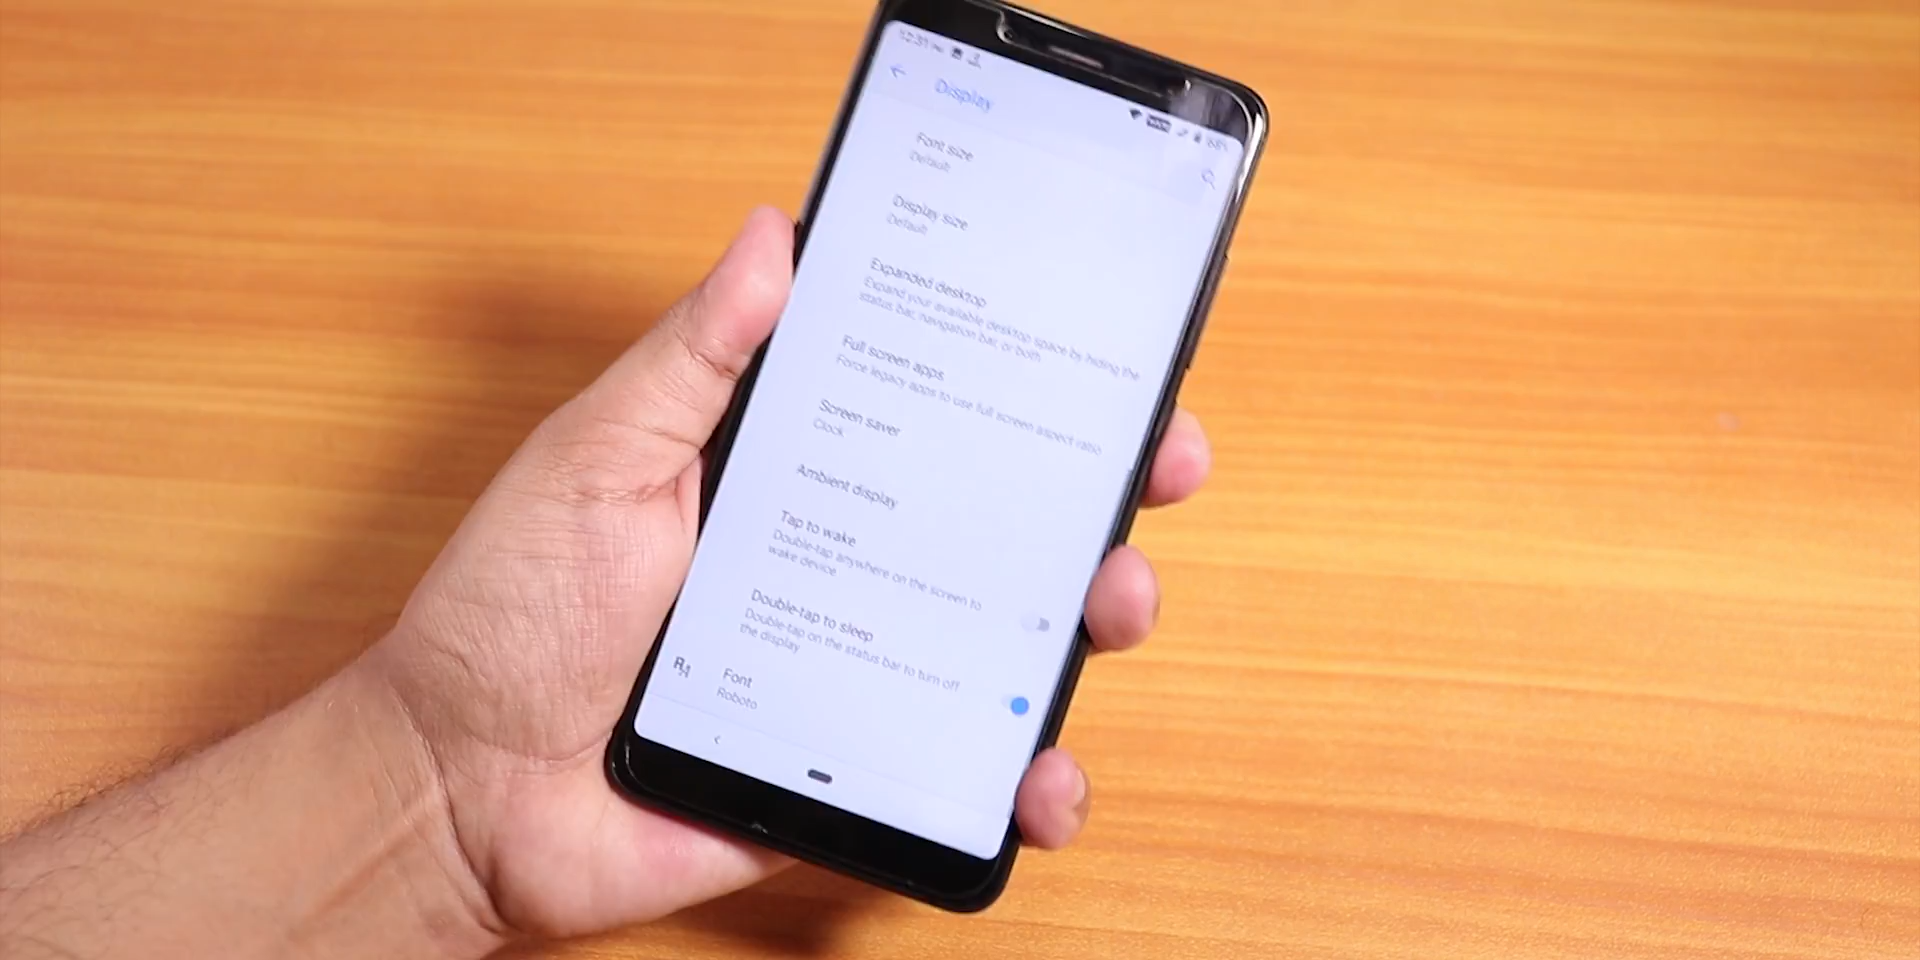 12:31 PM
Display
Font size
Default
Display size
Default
Expanded desktop
Expand your available desktop space by hiding the
status bar, navigation bar, or both
Full screen apps
Force legacy apps to use full screen aspect ratio
Screen saver
Clock
Ambient display
Tap to wake
Double-tap anywhere on the screen to
wake device
Double-tap to sleep
Double-tap on the status bar to turn off
the display
Font
Roboto